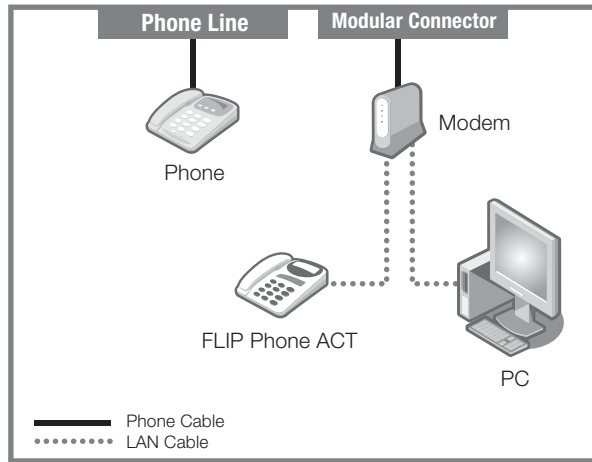 Phone Line
Modular Connector
Modem
Phone
FLIP Phone ACT
PC
Phone Cable
LAN Cable